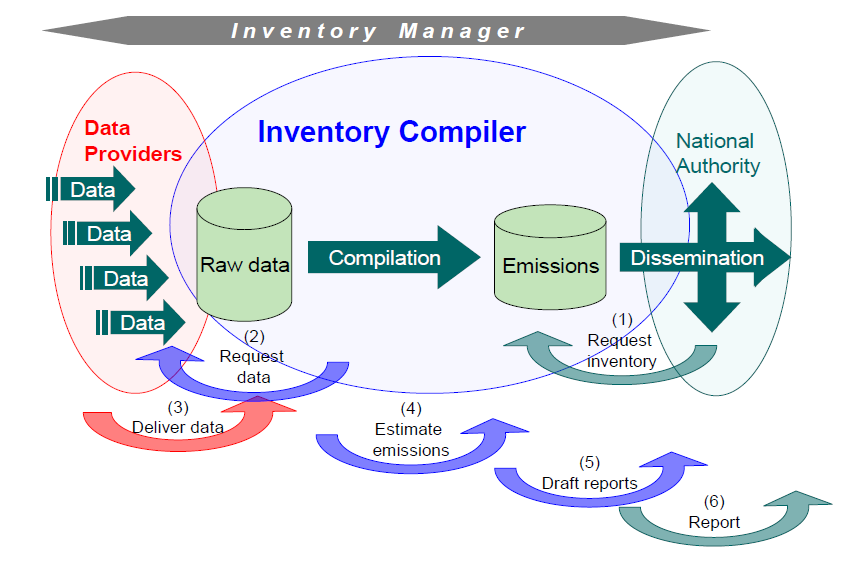 Inventory Manager
Data
Providers
Inventory Compiler
National
Authority
Data
Data
Data
Data
Raw data
Compilation
Emissions
Dissemination
(1)
Request
inventory
(2)
Request
data
(3)
Deliver data
(4)
Estimate
emissions
(5)
Draft reports
(6)
Report